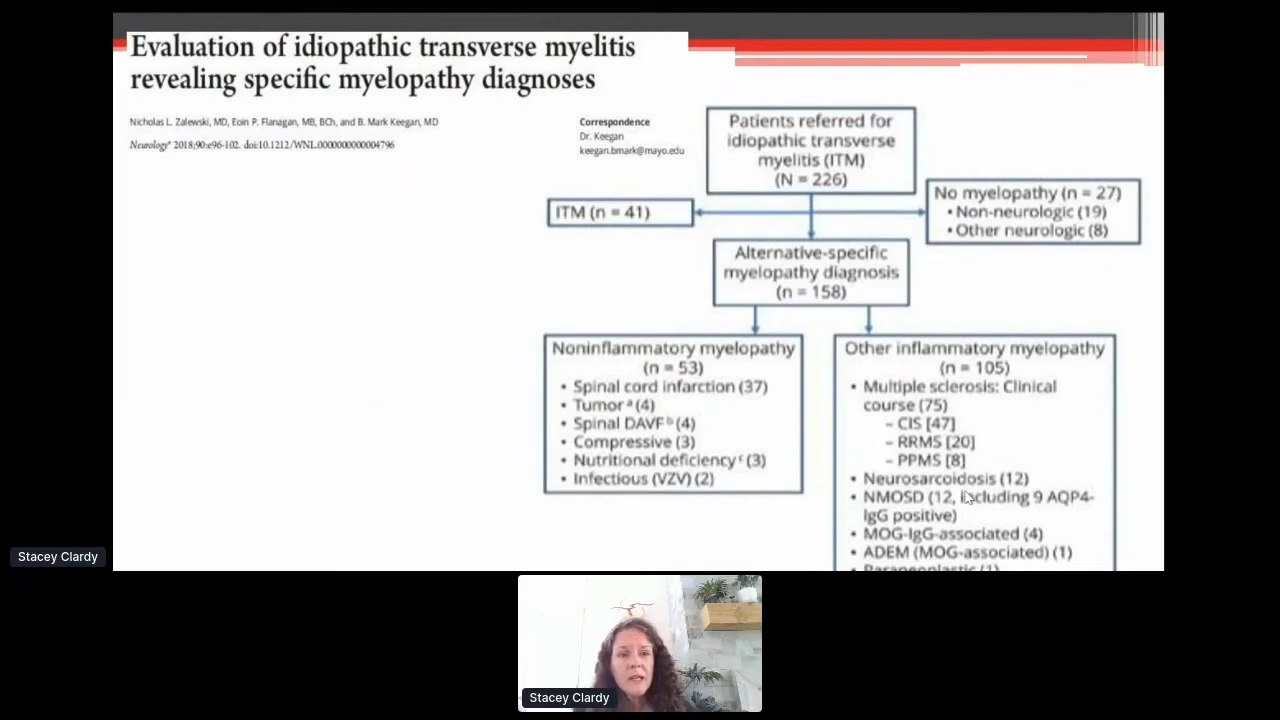 Evaluation of idiopathic transverse myelitis
revealing specific myelopathy diagnoses
Nicholas L. Zalewski, MD, Eoin P. Flanagan, MB, BCh, and B. Mark Keegan, MD
Neurology® 2018;90:e96-102. doi:10.1212/WNL.0000000000004796
Correspondence
Dr. Keegan
keegan.bmark@mayo.edu
Patients referred for
idiopathic transverse
myelitis (ITM)
(N = 226)
ITM (n = 41)
No myelopathy (n = 27)
• Non-neurologic (19)
• Other neurologic (8)
Alternative-specific
myelopathy diagnosis
(n = 158)
Noninflammatory myelopathy
(n = 53)
• Spinal cord infarction (37)
• Tumor ᵃ (4)
• Spinal DAVF ᵇ (4)
• Compressive (3)
• Nutritional deficiency ᶜ (3)
• Infectious (VZV) (2)
Other inflammatory myelopathy
(n = 105)
• Multiple sclerosis: Clinical
course (75)
– CIS [47]
– RRMS [20]
– PPMS [8]
• Neurosarcoidosis (12)
• NMOSD (12, including 9 AQP4-
IgG positive)
• MOG-IgG-associated (4)
• ADEM (MOG-associated) (1)
• Paraneoplastic (1)
Stacey Clardy
Stacey Clardy